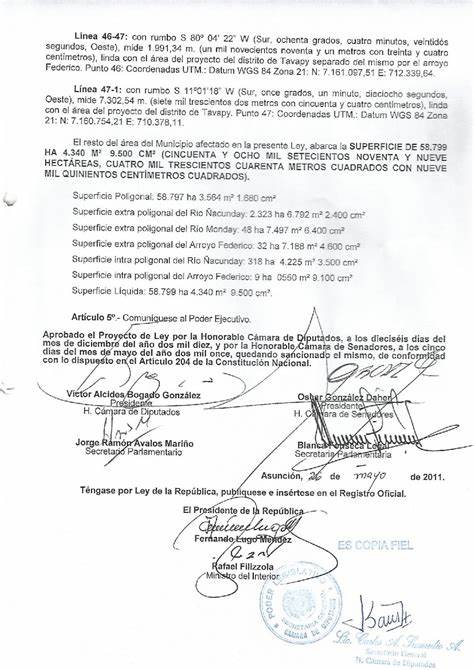 Línea 46-47: con rumbo S 80º 04' 22" W (Sur, ochenta grados, cuatro minutos, veintidós
segundos, Oeste), mide 1.991,34 m. (un mil novecientos noventa y un metros con treinta y cuatro
centímetros), linda con el área del proyecto del distrito de Tavapy separado del mismo por el arroyo
Federico. Punto 46: Coordenadas UTM.: Datum WGS 84 Zona 21: N: 7.161.097,51 E: 712.339,64.
Línea 47-1: con rumbo S 11º01'18" W (Sur, once grados, un minuto, dieciocho segundos,
Oeste), mide 7.302,54 m. (siete mil trescientos dos metros con cincuenta y cuatro centímetros), linda
con el área del proyecto del distrito de Tavapy. Punto 47: Coordenadas UTM.: Datum WGS 84 Zona
21: N: 7.160.754,21 E: 710.378,11.
El resto del área del Municipio afectado en la presente Ley, abarca la SUPERFICIE DE 58.799
HA 4.340 M² 9.500 CM² (CINCUENTA Y OCHO MIL SETECIENTOS NOVENTA Y NUEVE
HECTÁREAS, CUATRO MIL TRESCIENTOS CUARENTA METROS CUADRADOS CON NUEVE
MIL QUINIENTOS CENTÍMETROS CUADRADOS).
Superficie Poligonal: 58.797 ha 3.564 m² 1.680 cm²
Superficie extra poligonal del Río Ñacunday: 2.323 ha 6.792 m² 2.400 cm²
Superficie extra poligonal del Río Monday: 48 ha 7.497 m² 6.400 cm²
Superficie extra poligonal del Arroyo Federico: 32 ha 7.188 m² 4.600 cm²
Superficie intra poligonal del Río Ñacunday: 318 ha 4.225 m² 3.500 cm²
Superficie intra poligonal del Arroyo Federico: 9 ha 0550 m² 9.100 cm²
Superficie Líquida: 58.799 ha 4.340 m² 9.500 cm².
Artículo 5º.- Comuníquese al Poder Ejecutivo.
Aprobado el Proyecto de Ley por la Honorable Cámara de Diputados, a los dieciséis días del
mes de diciembre del año dos mil diez, y por la Honorable Cámara de Senadores, a los cinco
días del mes de mayo del año dos mil once, quedando sancionado el mismo, de conformidad
con lo dispuesto en el Artículo 204 de la Constitución Nacional.
Víctor Alcides Bogado González
Presidente
H. Cámara de Diputados
Oscar González Daher
Presidente
H. Cámara de Senadores
Jorge Ramón Avalos Mariño
Secretario Parlamentario
Blanca Fonseca Legal
Secretaria Parlamentaria
Asunción, 26 de mayo de 2011.
Téngase por Ley de la República, publíquese e insértese en el Registro Oficial.
El Presidente de la República
Fernando Lugo Méndez
Rafael Filizzola
Ministro del Interior
ES COPIA FIEL
PODER LEGISLATIVO
SECRETARIA
CAMARA DE DIPUTADOS
Lic. Carlos A. Samudio A.
Secretario General
H. Cámara de Diputados